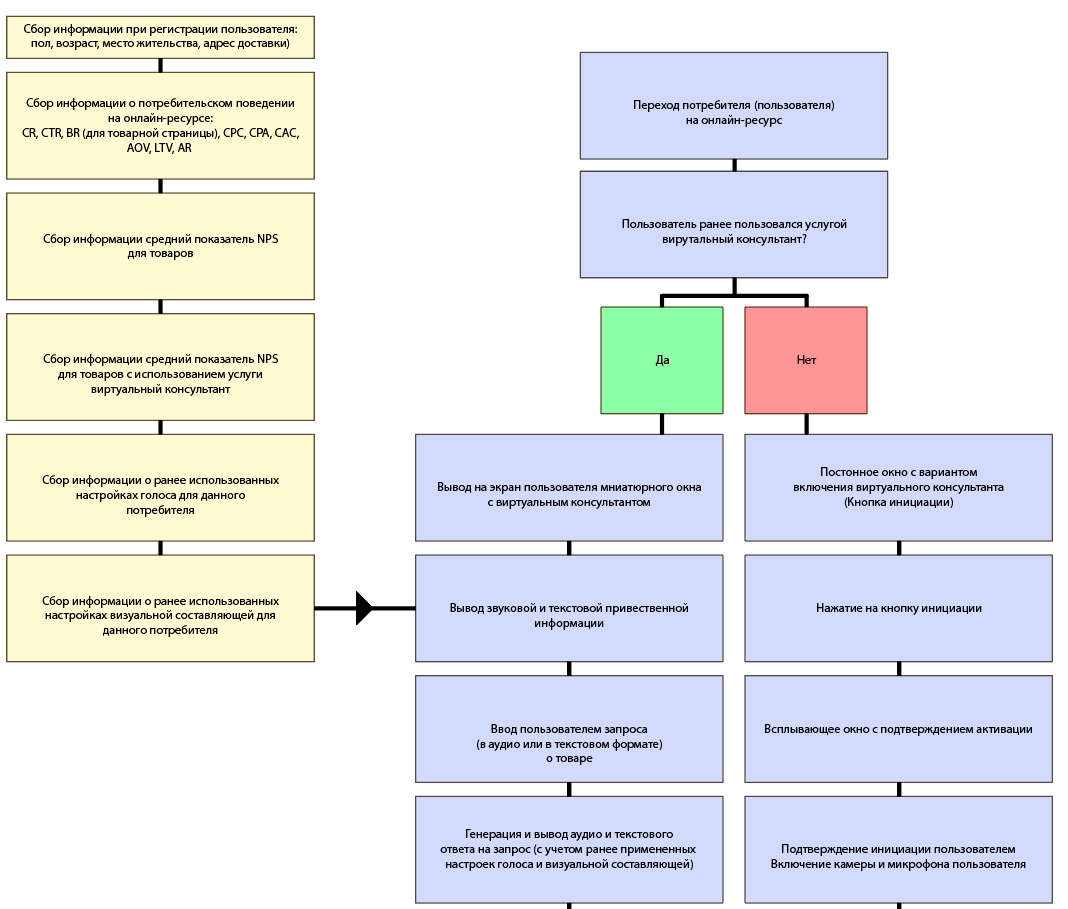 Сбор информации при регистрации пользователя:
пол, возраст, место жительства, адрес доставки)
Сбор информации о потребительском поведении
на онлайн-ресурсе:
CR, CTR, BR (для товарной страницы), CPC, CPA, CAC,
AOV, LTV, AR
Сбор информации средний показатель NPS
для товаров
Сбор информации средний показатель NPS
для товаров с использованием услуги
виртуальный консультант
Сбор информации о ранее использованных
настройках голоса для данного
потребителя
Сбор информации о ранее использованных
настройках визуальной составляющей для
данного потребителя
Переход потребителя (пользователя)
на онлайн-ресурс
Пользователь ранее пользовался услугой
вирутальный консультант?
Да
Нет
Вывод на экран пользователя мниатюрного окна
с виртуальным консультантом
Вывод звуковой и текстовой привественной
информации
Ввод пользователем запроса
(в аудио или в текстовом формате)
о товаре
Генерация и вывод аудио и текстового
ответа на запрос (с учетом ранее примененных
настроек голоса и визуальной составляющей)
Постонное окно с вариантом
включения виртуального консультанта
(Кнопка инициации)
Нажатие на кнопку инициации
Всплывающее окно с подтверждением активации
Подтверждение инициации пользователем
Включение камеры и микрофона пользователя